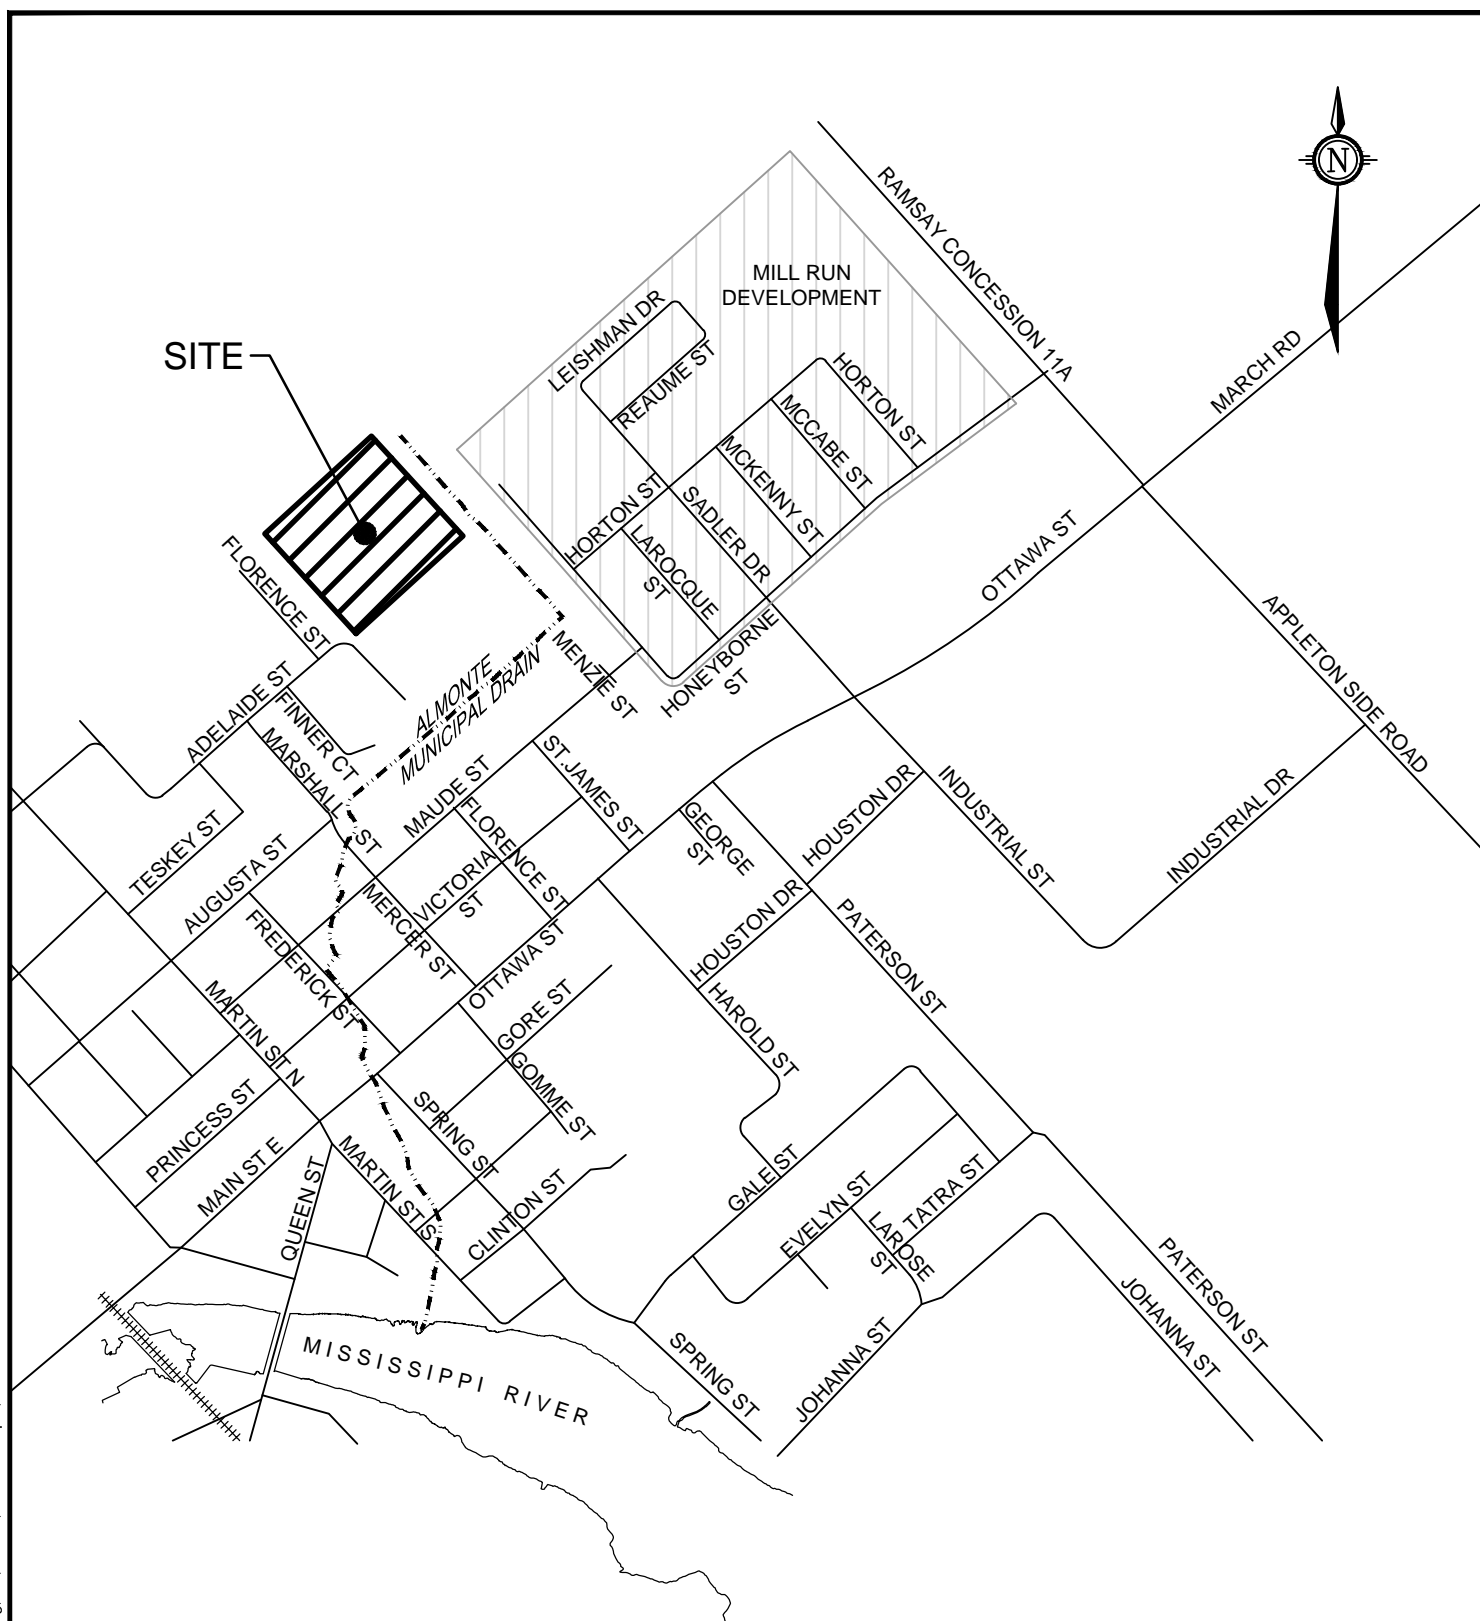 N
RAMSAY CONCESSION 11A
MILL RUN
DEVELOPMENT
LEISHMAN DR
SITE
REAUME ST
HORTON ST
MARCH RD
MCCABE ST
MCKENNY ST
HORTON ST
SADLER DR
LAROCQUE
ST
OTTAWA ST
FLORENCE ST
APPLETON SIDE ROAD
HONEYBORNE
ST
MENZIE ST
ALMONTE
MUNICIPAL DRAIN
ADELAIDE ST
FINNER CT
MARSHALL ST
MAUDE ST
ST.JAMES ST
HOUSTON DR
INDUSTRIAL ST
INDUSTRIAL DR
TESKEY ST
AUGUSTA ST
FLORENCE ST
GEORGE
ST
VICTORIA
ST
MERCER ST
HOUSTON DR
PATERSON ST
FREDERICK ST
OTTAWA ST
MARTIN ST N
GORE ST
HAROLD ST
GOMME ST
PRINCESS ST
SPRING ST
MAIN ST E
MARTIN ST S
QUEEN ST
CLINTON ST
GALE ST
EVELYN ST
TATRA ST
LAROSE
ST
PATERSON ST
JOHANNA ST
MISSISSIPPI RIVER
SPRING ST
JOHANNA ST